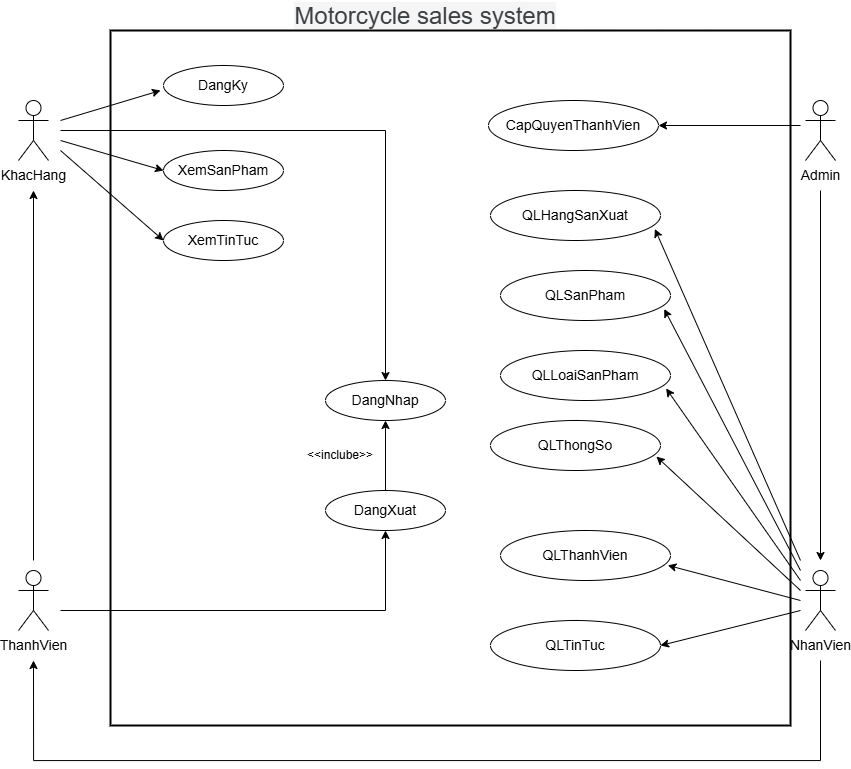 Motorcycle sales system
DangKy
CapQuyenThanhVien
KhacHang
XemSanPham
Admin
QLHangSanXuat
XemTinTuc
QLSanPham
QLLoaiSanPham
DangNhap
QLThongSo
<<inclube>>
DangXuat
QLThanhVien
ThanhVien
QLTinTuc
NhanVien